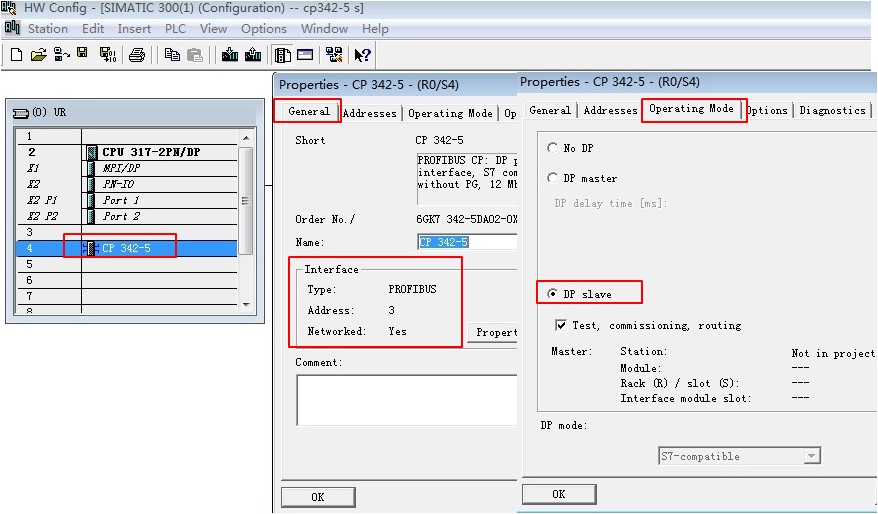 HW Config - [SIMATIC 300(1) (Configuration) -- cp342-5 s]
Station Edit Insert PLC View Options Window Help
(0) UR
1
2 CPU 317-2PN/DP
X1 MPI/DP
X2 PN-IO
X2 P1 Port 1
X2 P2 Port 2
3
4 CP 342-5
5
6
7
8
Properties - CP 342-5 - (R0/S4)
General Addresses Operating Mode Op
Short CP 342-5
PROFIBUS CP: DP p
interface, S7 com
without PG, 12 Mb
Order No./ 6GK7 342-5DA02-0X
Name: CP 342-5
Interface
Type: PROFIBUS
Address: 3
Networked: Yes
Propert
Comment:
OK
Properties - CP 342-5 - (R0/S4)
General Addresses Operating Mode Options Diagnostics
No DP
DP master
DP delay time [ms]:
DP slave
Test, commissioning, routing
Master: Station: Not in project
Module: ---
Rack (R) / slot (S): ---
Interface module slot: ---
DP mode:
S7-compatible
OK